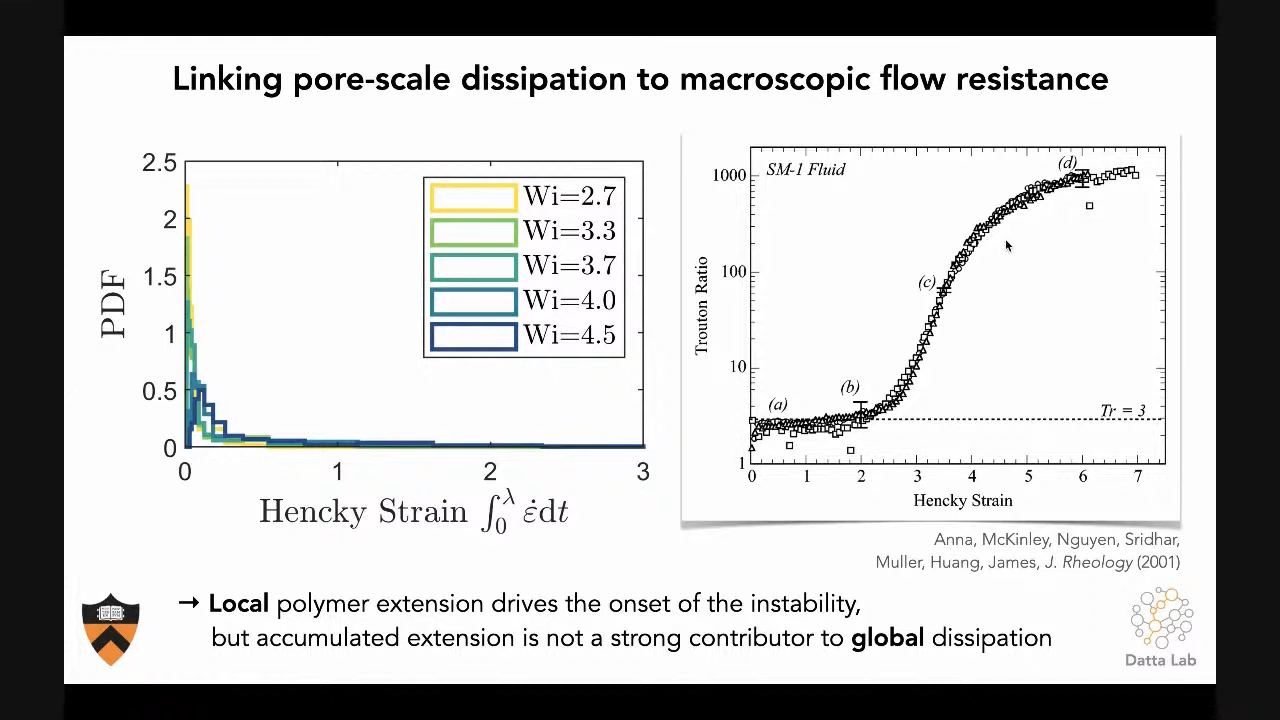 Linking pore-scale dissipation to macroscopic flow resistance
2.5
2
1.5
1
0.5
0
PDF
0 1 2 3
Hencky Strain ∫₀^λ ε̇dt
Wi=2.7
Wi=3.3
Wi=3.7
Wi=4.0
Wi=4.5
SM-1 Fluid
1000
100
10
1
Trouton Ratio
(a)
(b)
(c)
(d)
Tr = 3
0 1 2 3 4 5 6 7
Hencky Strain
Anna, McKinley, Nguyen, Sridhar,
Muller, Huang, James, J. Rheology (2001)
→ Local polymer extension drives the onset of the instability,
but accumulated extension is not a strong contributor to global dissipation
Datta Lab